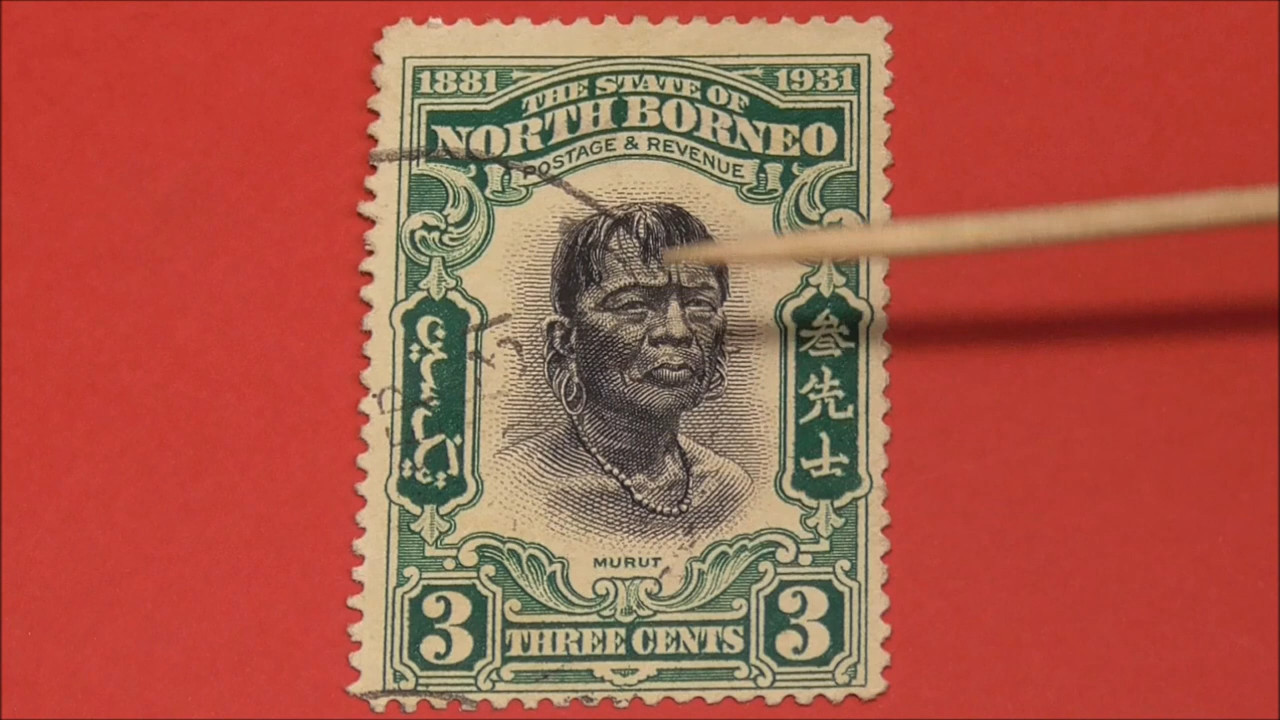 1881 1931
THE STATE OF
NORTH BORNEO
POSTAGE & REVENUE
叁先士
MURUT
3 THREE CENTS 3